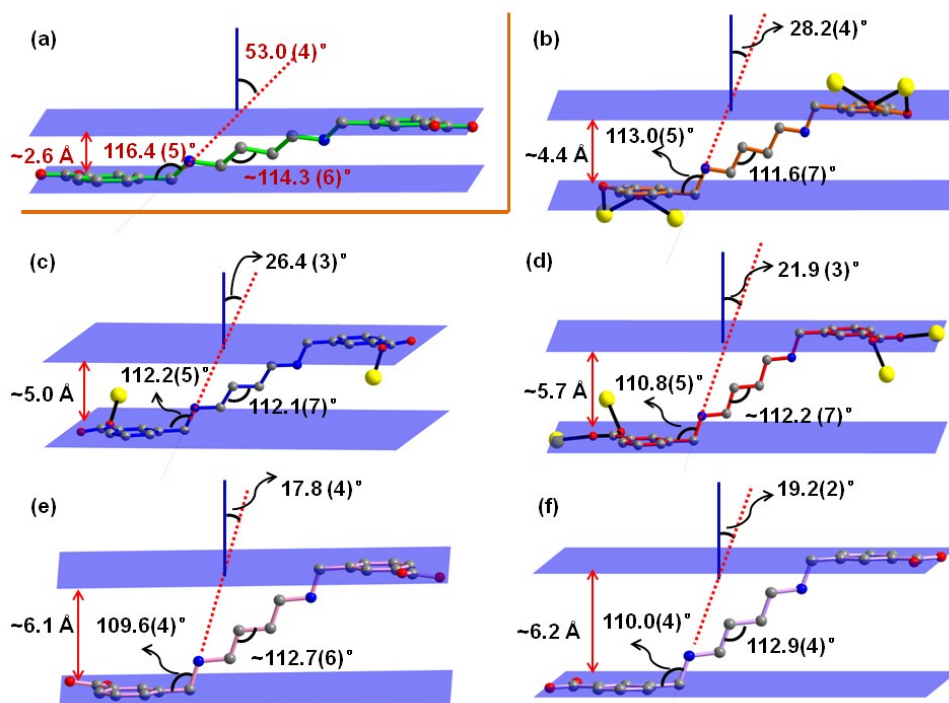 (a)
53.0 (4)°
~2.6 Å
116.4 (5)°
~114.3 (6)°
(b)
28.2(4)°
~4.4 Å
113.0(5)°
111.6(7)°
(c)
26.4 (3)°
~5.0 Å
112.2(5)°
112.1(7)°
(d)
21.9 (3)°
~5.7 Å
110.8(5)°
~112.2 (7)°
(e)
17.8 (4)°
~6.1 Å
109.6(4)°
~112.7(6)°
(f)
19.2(2)°
~6.2 Å
110.0(4)°
112.9(4)°